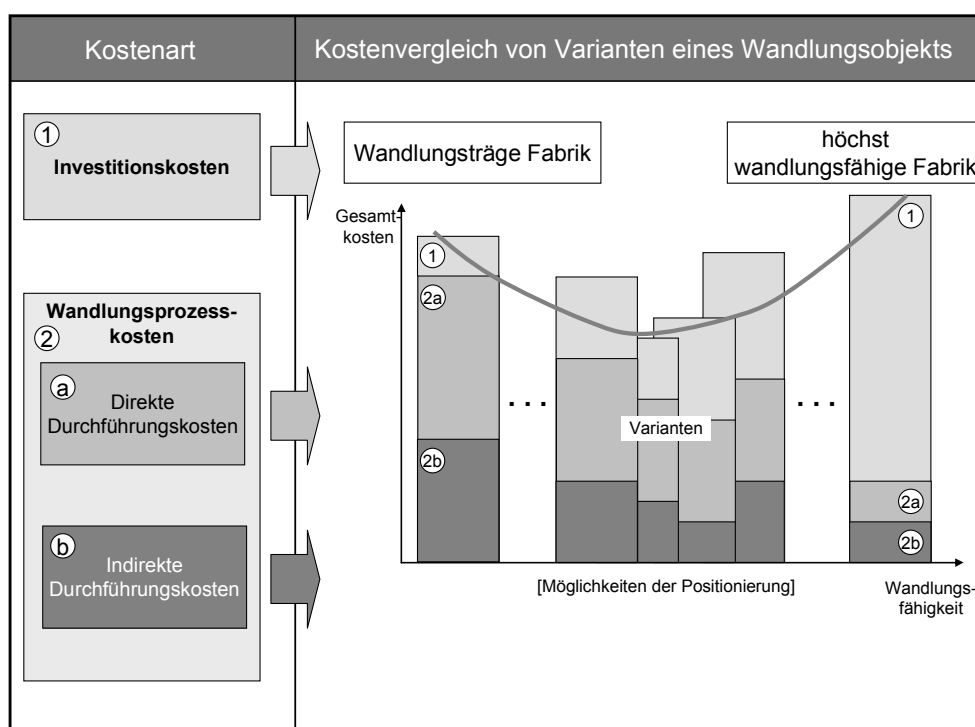 Kostenart
Kostenvergleich von Varianten eines Wandlungsobjekts
1
Investitionskosten
Wandlungsprozess-
kosten
2
a
Direkte
Durchführungskosten
b
Indirekte
Durchführungskosten
Wandlungsträge Fabrik
höchst
wandlungsfähige Fabrik
Gesamt-
kosten
1
2a
2b
. . .
Varianten
. . .
1
2a
2b
[Möglichkeiten der Positionierung]
Wandlungs-
fähigkeit